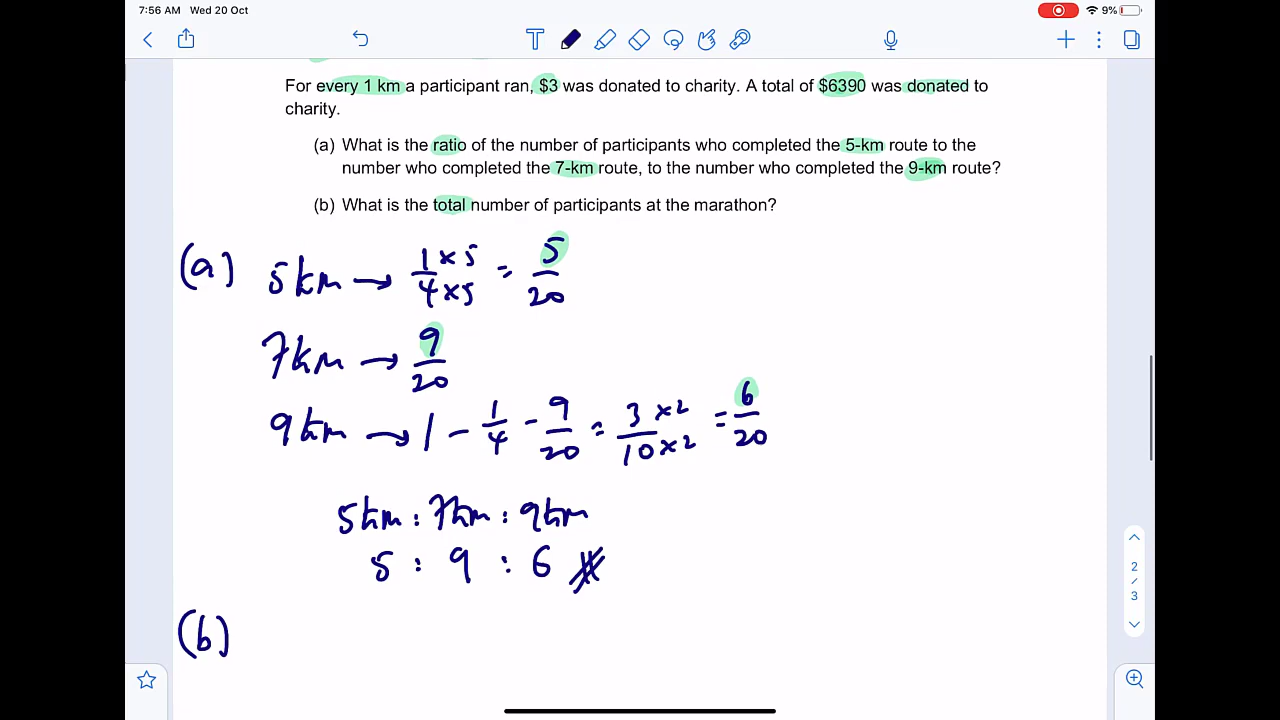 7:56 AM Wed 20 Oct
9%
For every 1 km a participant ran, $3 was donated to charity. A total of $6390 was donated to
charity.
(a) What is the ratio of the number of participants who completed the 5-km route to the
number who completed the 7-km route, to the number who completed the 9-km route?
(b) What is the total number of participants at the marathon?
(a) 5km → 1×5/4×5 = 5/20
7km → 9/20
9km → 1 - 1/4 - 9/20 = 3×2/10×2 = 6/20
5km : 7km : 9km
5 : 9 : 6
(b)
2
/
3